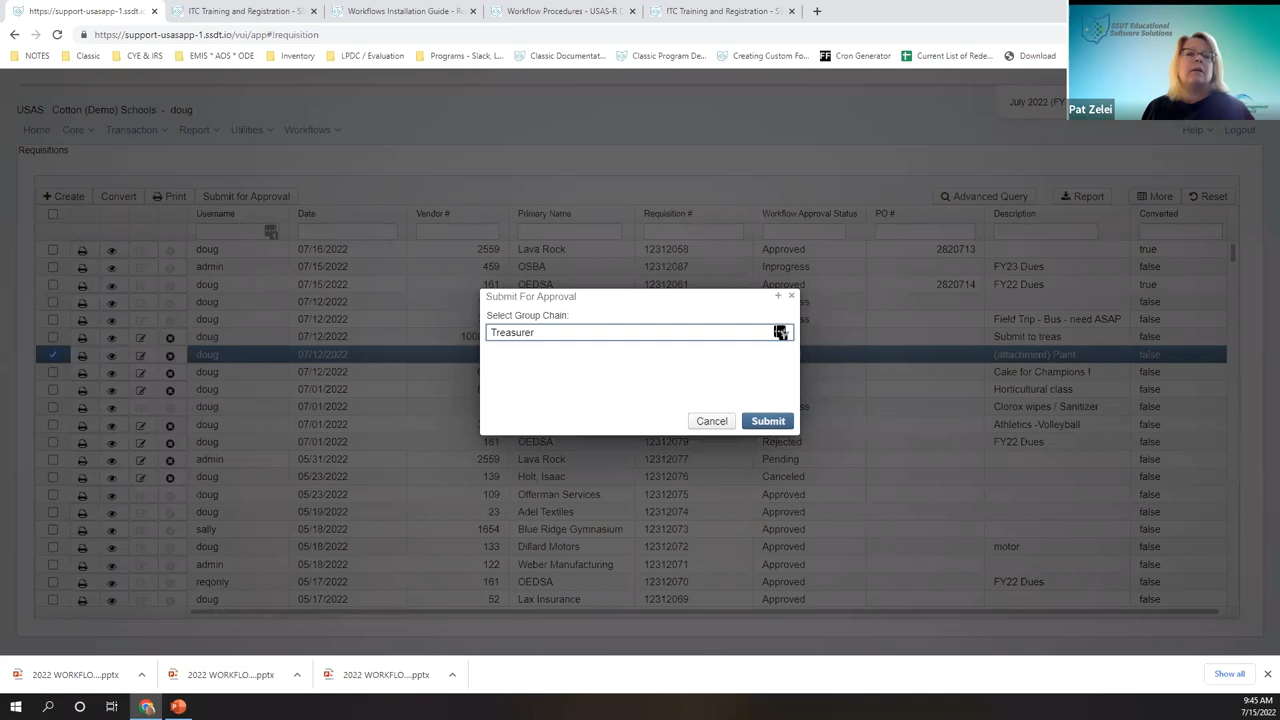 support-usasapp-1.ssdt.io/ ITC Training and Registration - S Workflows Installation Guide - Re Workflow Procedures - USAS-R D ITC Training and Registration - S
https://support-usasapp-1.ssdt.io/vui/app#!requisition
NOTES Classic CYE & IRS EMIS * AOS * ODE Inventory LPDC / Evaluation Programs - Slack, L... Classic Documentat... Classic Program De... Creating Custom Fo... Cron Generator Current List of Rede... Download
SSDT Educational
Software Solutions
Pat Zelei
July 2022 (FY
USAS: Cotton (Demo) Schools - doug
Home Core Transaction Report Utilities Workflows Help Logout
Requisitions
Create Convert Print Submit for Approval Advanced Query Report More Reset
Username Date Vendor # Primary Name Requisition # Workflow Approval Status PO # Description Converted
doug 07/16/2022 2559 Lava Rock 12312058 Approved 2820713 true
admin 07/15/2022 459 OSBA 12312087 Inprogress FY23 Dues false
doug 07/15/2022 161 OEDSA 12312061 Approved 2820714 FY22 Dues true
doug 07/12/2022 false
doug 07/12/2022 Field Trip - Bus - need ASAP false
doug 07/12/2022 Submit to treas false
doug 07/12/2022 (attachment) Paint false
doug 07/12/2022 Cake for Champions ! false
doug 07/01/2022 Horticultural class false
doug 07/01/2022 Clorox wipes / Sanitizer false
doug 07/01/2022 Athletics -Volleyball false
doug 07/01/2022 161 OEDSA 12312079 Rejected FY22 Dues false
admin 05/31/2022 2559 Lava Rock 12312077 Pending false
doug 05/23/2022 139 Holt, Isaac 12312076 Canceled false
doug 05/23/2022 109 Offerman Services 12312075 Approved false
doug 05/19/2022 23 Adel Textiles 12312074 Approved false
sally 05/18/2022 1654 Blue Ridge Gymnasium 12312073 Approved false
doug 05/18/2022 133 Dillard Motors 12312072 Approved motor false
admin 05/18/2022 122 Weber Manufacturing 12312071 Approved false
reqonly 05/17/2022 161 OEDSA 12312070 Approved FY22 Dues false
doug 05/17/2022 52 Lax Insurance 12312069 Approved false
Submit For Approval
Select Group Chain:
Treasurer
Cancel Submit
2022 WORKFLO....pptx 2022 WORKFLO....pptx 2022 WORKFLO....pptx Show all
9:45 AM
7/15/2022